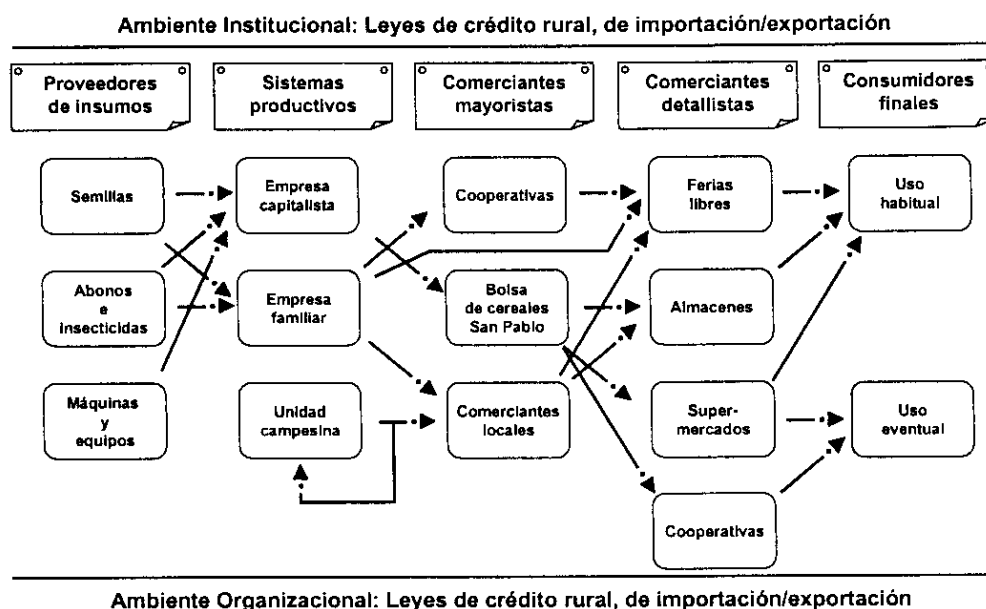 Ambiente Institucional: Leyes de crédito rural, de importación/exportación
Proveedores
de insumos
Sistemas
productivos
Comerciantes
mayoristas
Comerciantes
detallistas
Consumidores
finales
Semillas
Empresa
capitalista
Cooperativas
Ferias
libres
Uso
habitual
Abonos
e
insecticidas
Empresa
familiar
Bolsa
de cereales
San Pablo
Almacenes
Máquinas
y
equipos
Unidad
campesina
Comerciantes
locales
Super-
mercados
Uso
eventual
Cooperativas
Ambiente Organizacional: Leyes de crédito rural, de importación/exportación